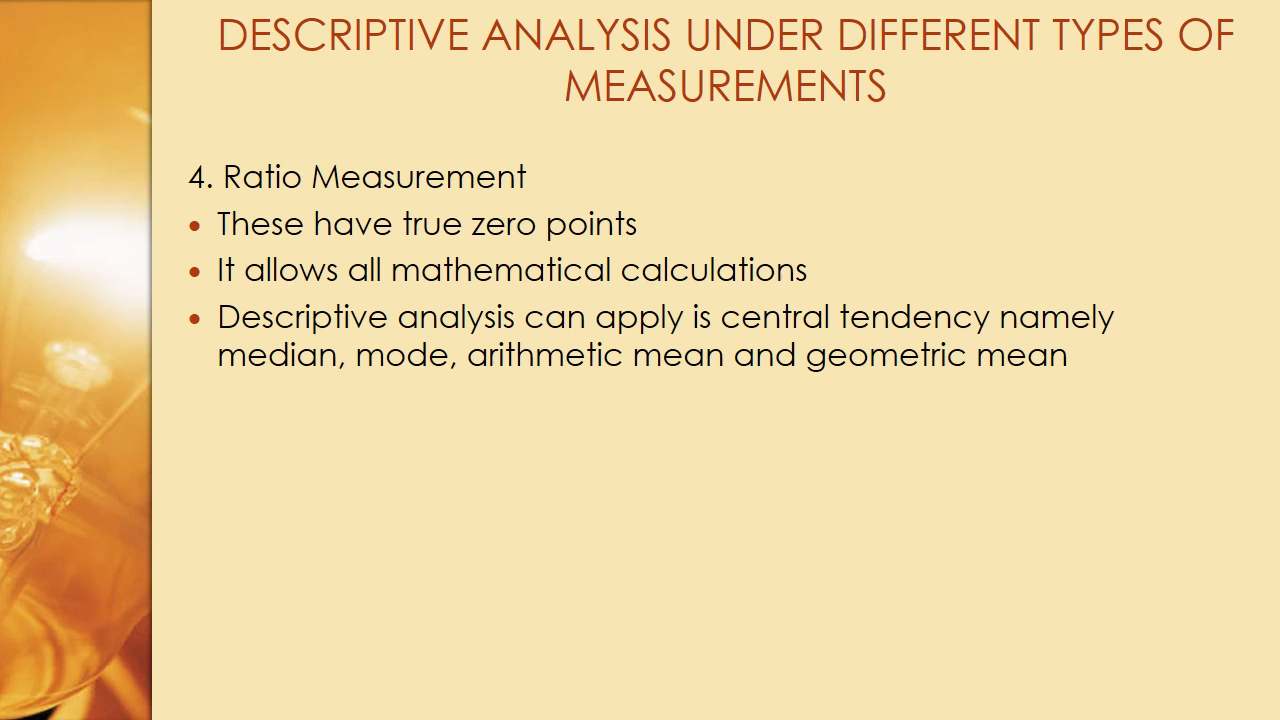 DESCRIPTIVE ANALYSIS UNDER DIFFERENT TYPES OF
MEASUREMENTS
4. Ratio Measurement
• These have true zero points
• It allows all mathematical calculations
• Descriptive analysis can apply is central tendency namely
median, mode, arithmetic mean and geometric mean